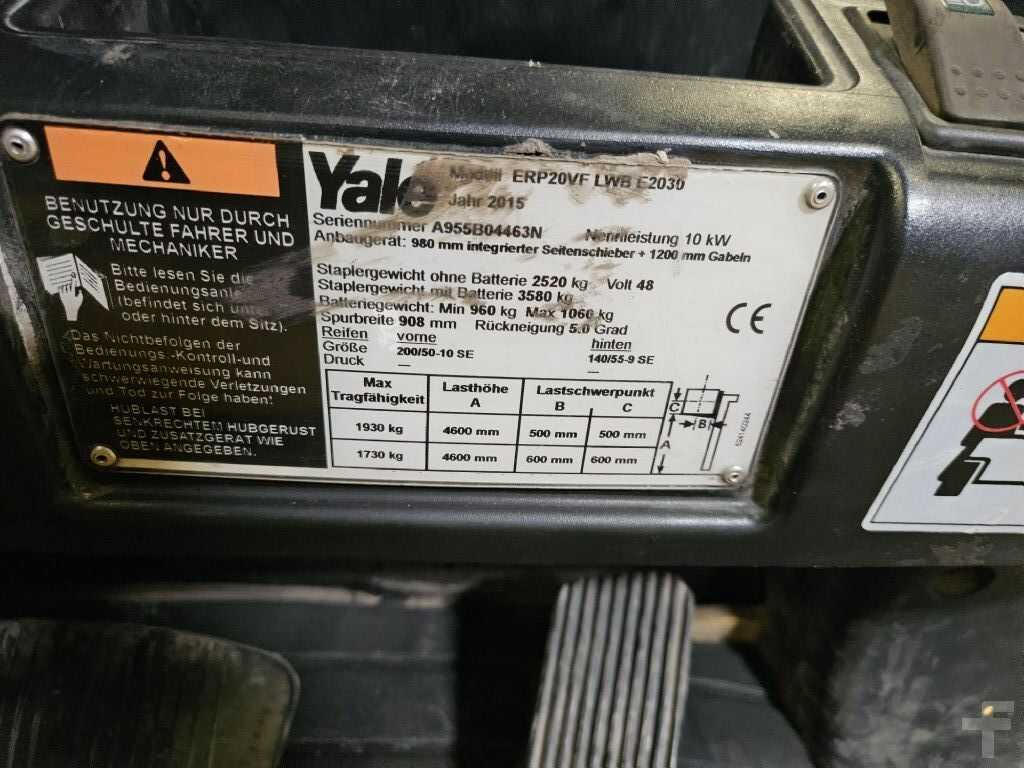 BENUTZUNG NUR DURCH
GESCHULTE FAHRER UND
MECHANIKER
Bitte lesen Sie die
(befindet sich
oder hinter dem Sitz).
Das Nichtbefolgen der
Bedienungs.-Kontroll-und
Wartungsanweisung kann
schwerwiegende Verletzungen
und Tod zur Folge haben:
HUBLAST BEI
SENKRECHTEM HUBGERUST
UND ZUSATZGERAT WIE
OBEN ANGEGEBEN.
Yale
Modell ERP20VF LWB E2030
Jahr 2015
Seriennummer A955B04463N Nennleistung 10 kW
Anbaugerät: 980 mm integrierter Seitenschieber + 1200 mm Gabeln
Staplergewicht ohne Batterie 2520 kg Volt 48
Staplergewicht mit Batterie 3580 kg
Batteriegewicht: Min 960 kg Max 1060 kg
Spurbreite 908 mm Rückneigung 5.0 Grad
Reifen vorne hinten
Größe 200/50-10 SE 140/55-9 SE
Druck — —
CE
Max Tragfähigkeit Lasthöhe A Lastschwerpunkt B C
1930 kg 4600 mm 500 mm 500 mm
1730 kg 4600 mm 600 mm 600 mm
C
B
A